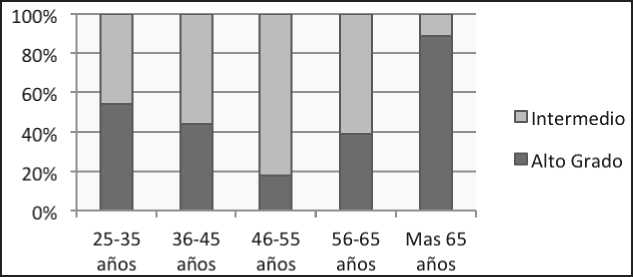 100%
80%
60%
40%
20%
0%
25-35 años
36-45 años
46-55 años
56-65 años
Mas 65 años
Intermedio
Alto Grado